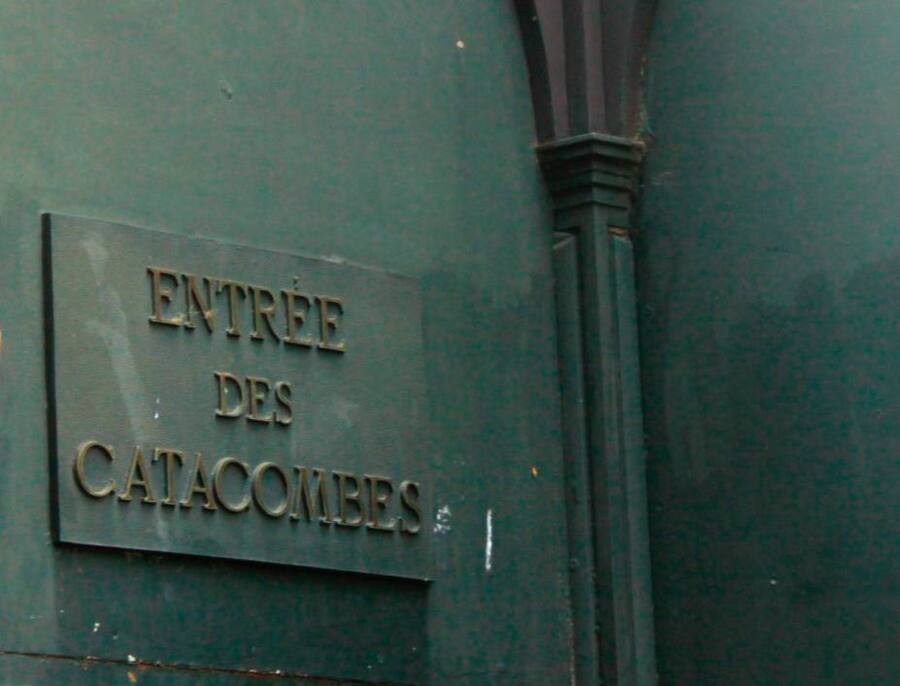 ENTRÉE
DES
CATACOMBES